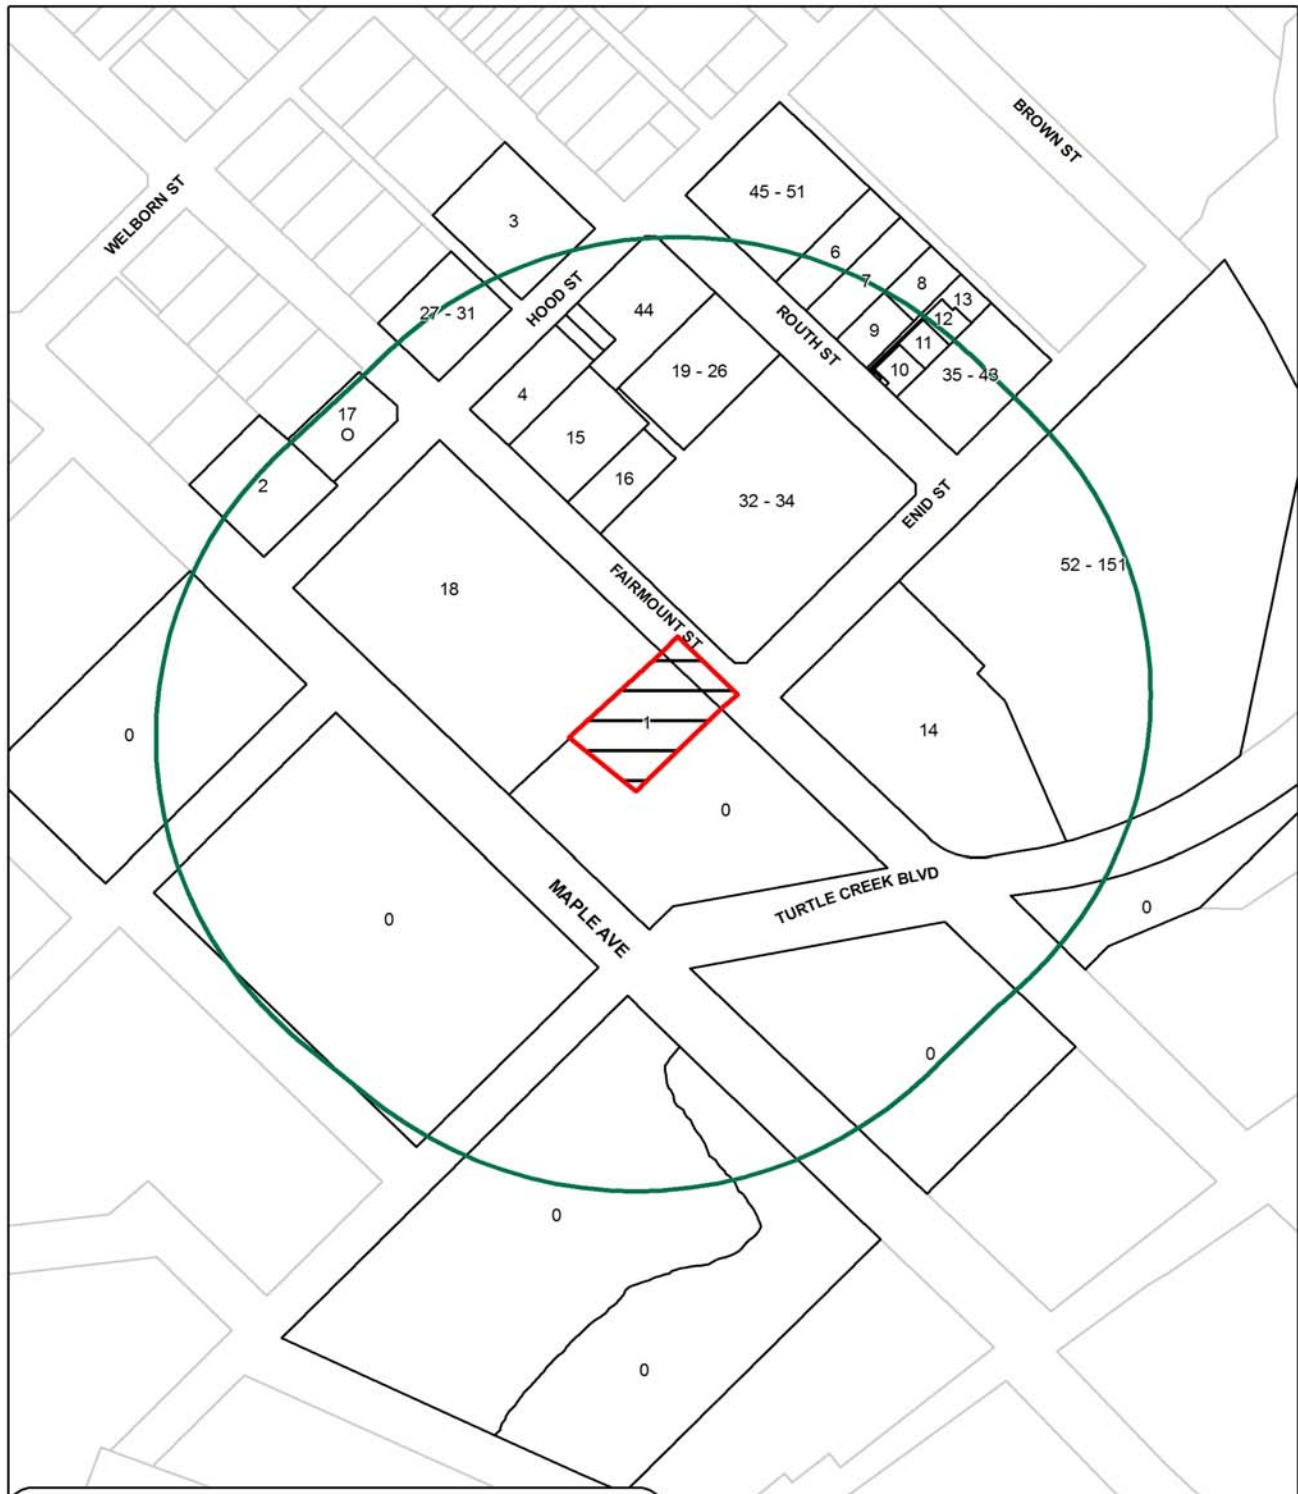 BROWN ST
WELBORN ST
45 - 51
3
6
7
8
13
27 - 31
HOOD ST
44
ROUTH ST
12
9
11
10
19 - 26
35 - 43
4
17
O
15
2
16
32 - 34
ENID ST
52 - 151
18
FAIRMOUNT ST
1
14
0
0
TURTLE CREEK BLVD
0
0
MAPLE AVE
0
0
0